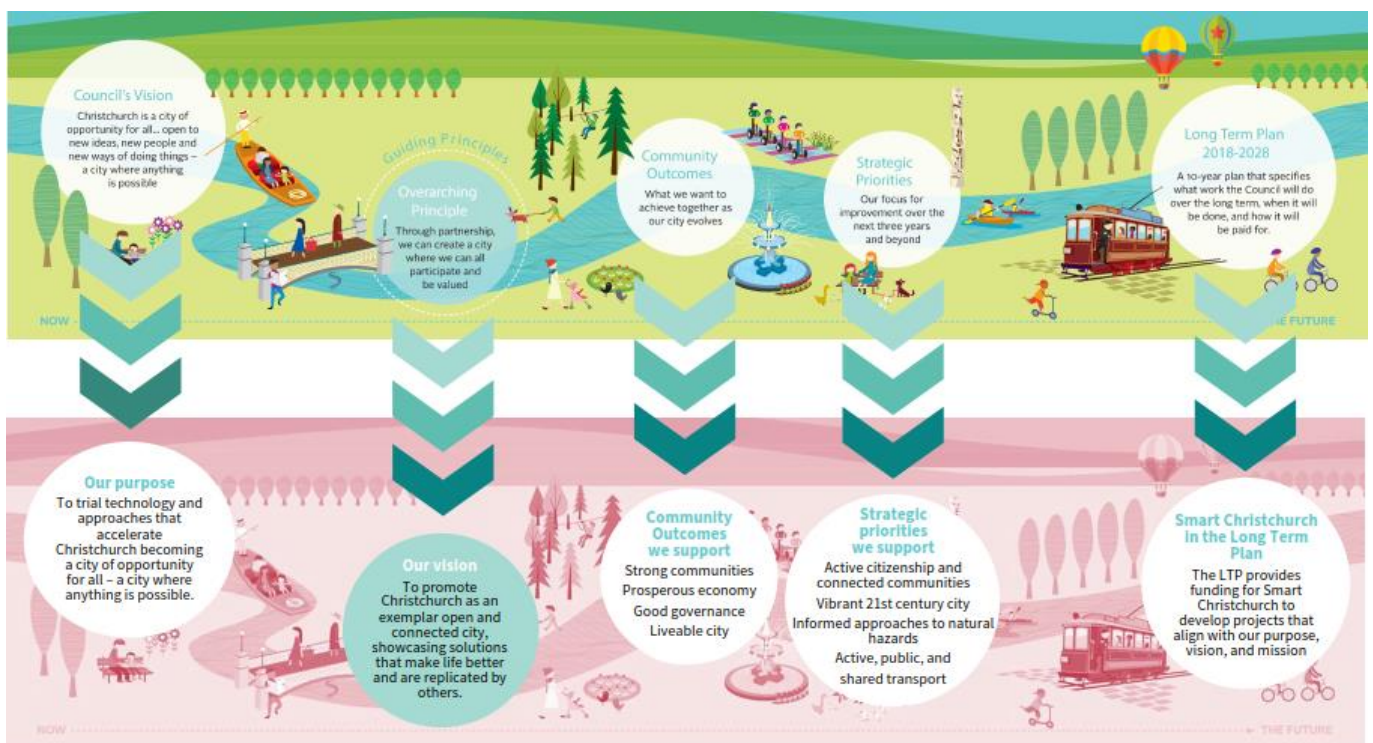 Council's Vision
Christchurch is a city of
opportunity for all... open to
new ideas, new people and
new ways of doing things –
a city where anything
is possible
Guiding Principles
Overarching
Principle
Through partnership,
we can create a city
where we can all
participate and
be valued
Community
Outcomes
What we want to
achieve together as
our city evolves
Strategic
Priorities
Our focus for
improvement over the
next three years
and beyond
Long Term Plan
2018-2028
A 10-year plan that specifies
what work the Council will do
over the long term, when it will
be done, and how it will
be paid for.
NOW
FUTURE
Our purpose
To trial technology and
approaches that
accelerate
Christchurch becoming
a city of opportunity
for all – a city where
anything is possible.
Our vision
To promote
Christchurch as an
exemplar open and
connected city,
showcasing solutions
that make life better
and are replicated by
others.
Community
Outcomes
we support
Strong communities
Prosperous economy
Good governance
Liveable city
Strategic
priorities
we support
Active citizenship and
connected communities
Vibrant 21st century city
Informed approaches to natural
hazards
Active, public, and
shared transport
Smart Christchurch
in the Long Term
Plan
The LTP provides
funding for Smart
Christchurch to
develop projects that
align with our purpose,
vision, and mission
NOW
THE FUTURE